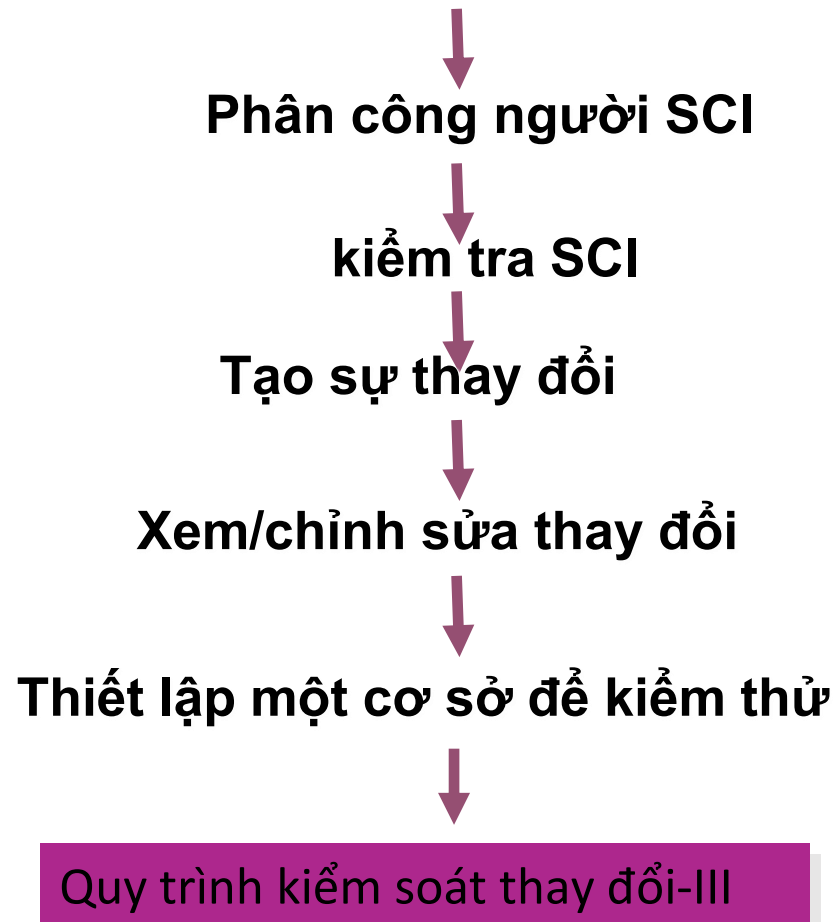 Phân công người SCI
kiểm tra SCI
Tạo sự thay đổi
Xem/chỉnh sửa thay đổi
Thiết lập một cơ sở để kiểm thử
Quy trình kiểm soát thay đổi-III